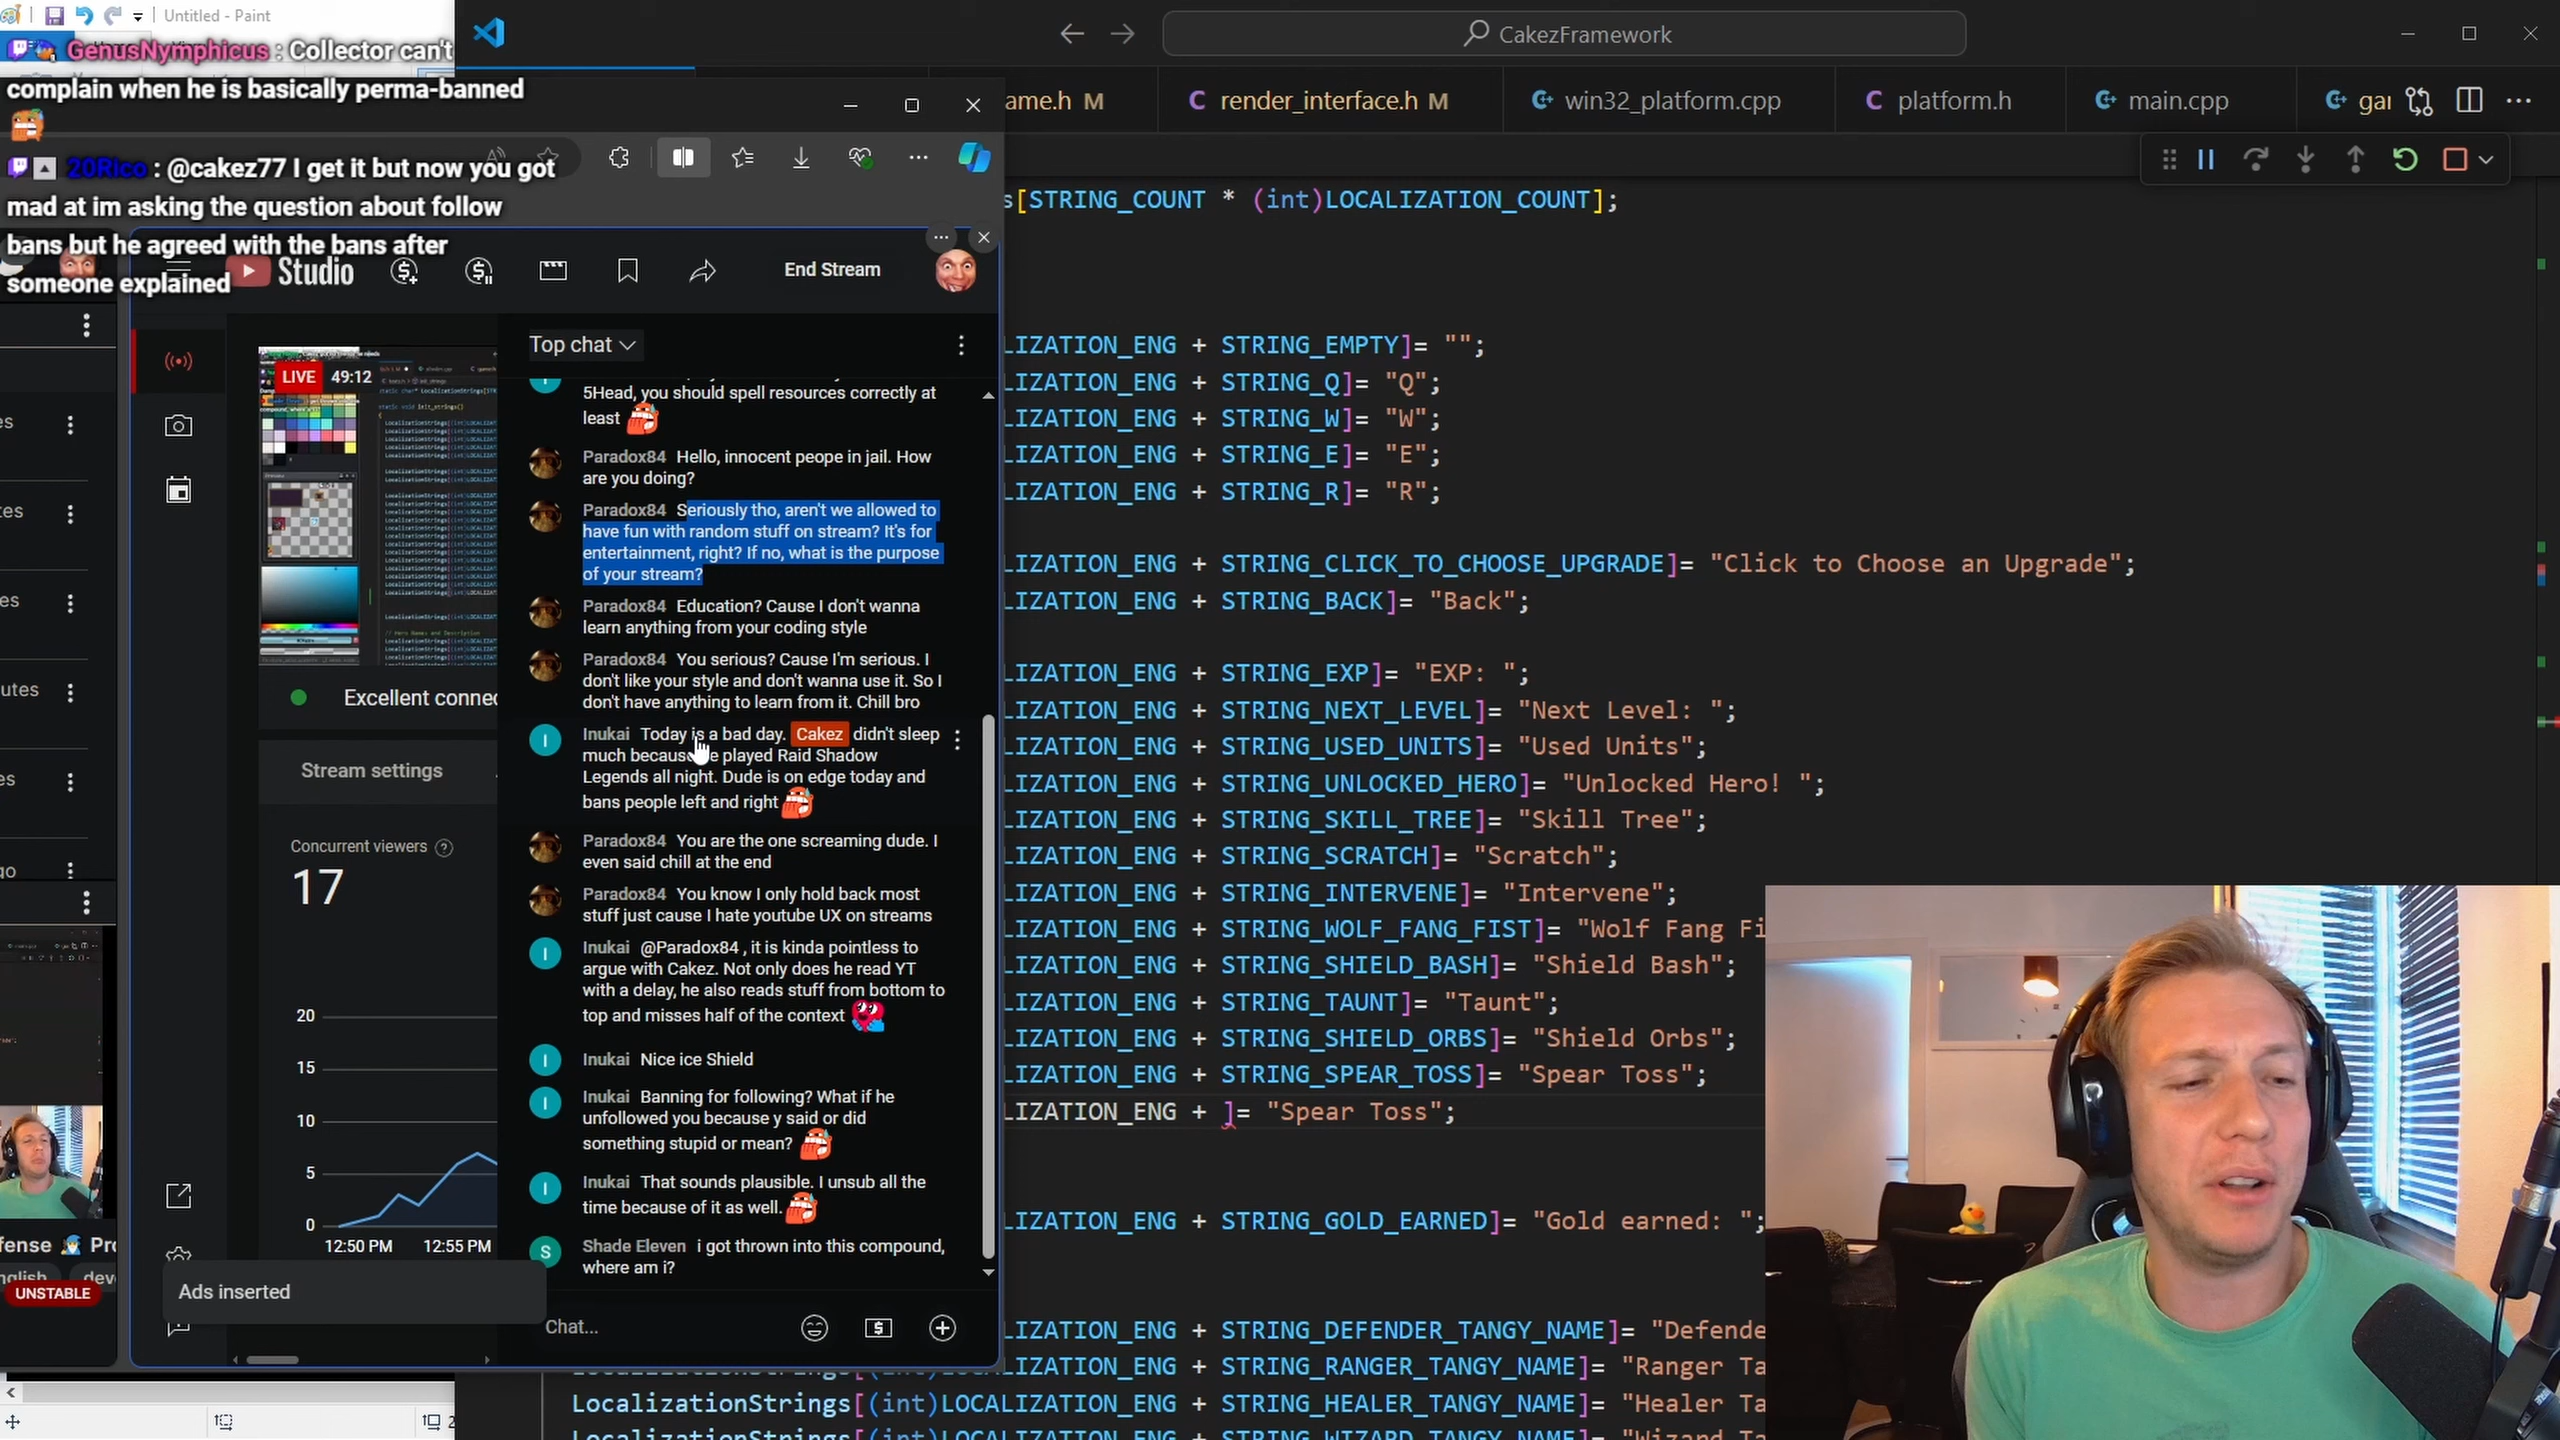 Untitled - Paint
GenusNymphicus : Collector can't
complain when he is basically perma-banned
20Rico : @cakez77 I get it but now you got
mad at im asking the question about follow
bans but he agreed with the bans after
someone explained
Studio
End Stream
LIVE 49:12
Excellent connec
Stream settings
Concurrent viewers
17
20
15
10
5
0
12:50 PM 12:55 PM
Ads inserted
UNSTABLE
Top chat
5Head, you should spell resources correctly at
least
Paradox84 Hello, innocent peope in jail. How
are you doing?
Paradox84 Seriously tho, aren't we allowed to
have fun with random stuff on stream? It's for
entertainment, right? If no, what is the purpose
of your stream?
Paradox84 Education? Cause I don't wanna
learn anything from your coding style
Paradox84 You serious? Cause I'm serious. I
don't like your style and don't wanna use it. So I
don't have anything to learn from it. Chill bro
Inukai Today is a bad day. Cakez didn't sleep
much because he played Raid Shadow
Legends all night. Dude is on edge today and
bans people left and right
Paradox84 You are the one screaming dude. I
even said chill at the end
Paradox84 You know I only hold back most
stuff just cause I hate youtube UX on streams
Inukai @Paradox84 , it is kinda pointless to
argue with Cakez. Not only does he read YT
with a delay, he also reads stuff from bottom to
top and misses half of the context
Inukai Nice ice Shield
Inukai Banning for following? What if he
unfollowed you because y said or did
something stupid or mean?
Inukai That sounds plausible. I unsub all the
time because of it as well.
Shade Eleven i got thrown into this compound,
where am i?
Chat...
CakezFramework
ame.h M
render_interface.h M
win32_platform.cpp
platform.h
main.cpp
gar
s[STRING_COUNT * (int)LOCALIZATION_COUNT];
LIZATION_ENG + STRING_EMPTY]= "";
LIZATION_ENG + STRING_Q]= "Q";
LIZATION_ENG + STRING_W]= "W";
LIZATION_ENG + STRING_E]= "E";
LIZATION_ENG + STRING_R]= "R";
LIZATION_ENG + STRING_CLICK_TO_CHOOSE_UPGRADE]= "Click to Choose an Upgrade";
LIZATION_ENG + STRING_BACK]= "Back";
LIZATION_ENG + STRING_EXP]= "EXP: ";
LIZATION_ENG + STRING_NEXT_LEVEL]= "Next Level: ";
LIZATION_ENG + STRING_USED_UNITS]= "Used Units";
LIZATION_ENG + STRING_UNLOCKED_HERO]= "Unlocked Hero! ";
LIZATION_ENG + STRING_SKILL_TREE]= "Skill Tree";
LIZATION_ENG + STRING_SCRATCH]= "Scratch";
LIZATION_ENG + STRING_INTERVENE]= "Intervene";
LIZATION_ENG + STRING_WOLF_FANG_FIST]= "Wolf Fang Fi
LIZATION_ENG + STRING_SHIELD_BASH]= "Shield Bash";
LIZATION_ENG + STRING_TAUNT]= "Taunt";
LIZATION_ENG + STRING_SHIELD_ORBS]= "Shield Orbs";
LIZATION_ENG + STRING_SPEAR_TOSS]= "Spear Toss";
LIZATION_ENG + ]= "Spear Toss";
LIZATION_ENG + STRING_GOLD_EARNED]= "Gold earned: ";
LIZATION_ENG + STRING_DEFENDER_TANGY_NAME]= "Defende
LIZATION_ENG + STRING_RANGER_TANGY_NAME]= "Ranger Ta
LocalizationStrings[(int)LOCALIZATION_ENG + STRING_HEALER_TANGY_NAME]= "Healer Ta
LocalizationStrings[(int)LOCALIZATION_ENG + STRING_WIZARD_TANGY_NAME]= "Wizard Ta